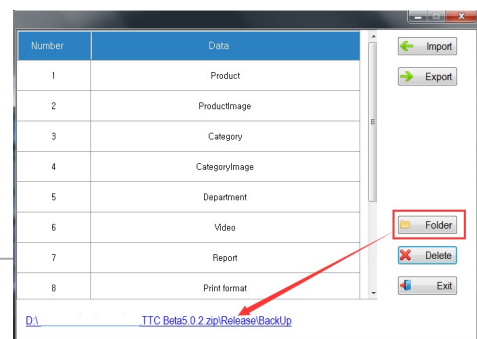 Number Data
1 Product
2 ProductImage
3 Category
4 CategoryImage
5 Department
6 Video
7 Report
8 Print format
Import
Export
Folder
Delete
Exit
D:\ TTC Beta5.0.2.zip\Release\BackUp